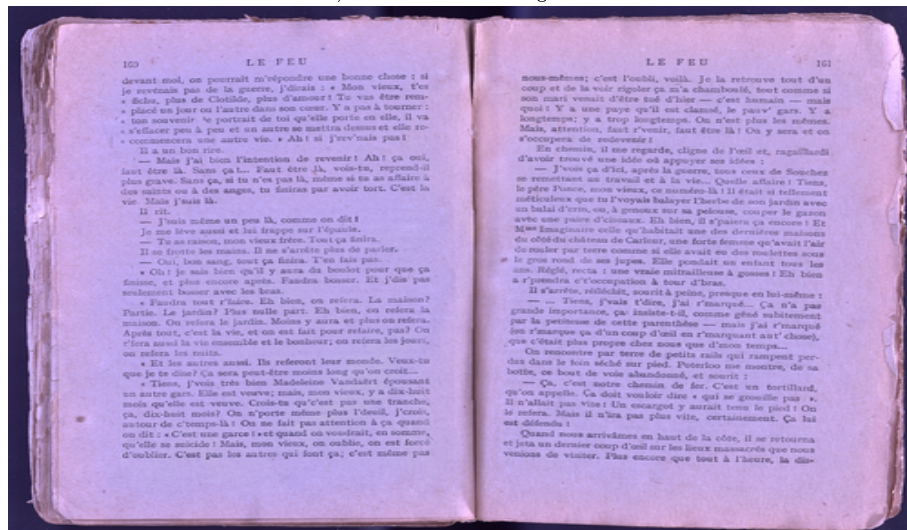 160
LE FEU
devant moi, on pourrait m'répondre une bonne chose : si
je revenais pas de la guerre, j'dirais : « Mon vieux, t'es
« fichu, plus de Clotilde, plus d'amour ! Tu vas être rem-
« placé un jour ou l'autre dans son cœur. Y a pas à tourner :
« ton souvenir, le portrait de toi qu'elle porte en elle, il va
« s'effacer peu à peu et un autre se mettra dessus et elle re-
« commencera une autre vie. » Ah ! si j'rev'nais pas !
Il a un bon rire.
— Mais j'ai bien l'intention de revenir ! Ah ! ça oui,
faut être là. Sans ça !... Faut être là, vois-tu, reprend-il
plus grave. Sans ça, si tu n'es pas là, même si tu as affaire à
des saints ou à des anges, tu finiras par avoir tort. C'est la
vie. Mais j'suis là.
Il rit.
— J'suis même un peu là, comme on dit !
Je me lève aussi et lui frappe sur l'épaule.
— Tu as raison, mon vieux frère. Tout ça finira.
Il se frotte les mains. Il ne s'arrête plus de parler.
— Oui, bon sang, tout ça finira. T'en fais pas.
« Oh ! je sais bien qu'il y aura du boulot pour que ça
finisse, et plus encore après. Faudra bosser. Et j'dis pas
seulement bosser avec les bras.
« Faudra tout r'faire. Eh bien, on refera. La maison ?
Partie. Le jardin ? Plus nulle part. Eh bien, on refera la
maison. On refera le jardin. Moins y aura et plus on refera.
Après tout, c'est la vie, et on est fait pour refaire, pas ? On
r'fera aussi la vie ensemble et le bonheur ; on refera les jours,
on refera les nuits.
« Et les autres aussi. Ils referont leur monde. Veux-tu
que je te dise ? Ça sera peut-être moins long qu'on croit...
« Tiens, j'vois très bien Madeleine Vandaërt épousant
un autre gars. Elle est veuve ; mais, mon vieux, y a dix-huit
mois qu'elle est veuve. Crois-tu qu'c'est pas une tranche,
ça, dix-huit mois ? On n'porte même plus l'deuil, j'crois,
autour de c'temps-là ! On ne fait pas attention à ça quand
on dit : « C'est une garce ! » et quand on voudrait, en somme,
qu'elle se suicide ! Mais, mon vieux, on oublie, on est forcé
d'oublier. C'est pas les autres qui font ça ; c'est même pas
LE FEU
161
nous-mêmes ; c'est l'oubli, voilà. Je la retrouve tout d'un
coup et de la voir rigoler ça m'a chamboulé, tout comme si
son mari venait d'être tué d'hier — c'est humain — mais
quoi ! Y a une paye qu'il est clamsé, le pauv' gars. Y a
longtemps ; y a trop longtemps. On n'est plus les mêmes.
Mais, attention, faut r'venir, faut être là ! On y sera et on
s'occupera de redevenir !
En chemin, il me regarde, cligne de l'œil et, ragaillardi
d'avoir trouvé une idée où appuyer ses idées :
— J'vois ça d'ici, après la guerre, tous ceux de Souchez
se remettant au travail et à la vie... Quelle affaire ! Tiens,
le père Ponce, mon vieux, ce numéro-là ! Il était si tellement
méticuleux que tu l'voyais balayer l'herbe de son jardin avec
un balai d'crin, ou, à genoux sur sa pelouse, couper le gazon
avec une paire d'ciseaux. Eh bien, il s'paiera ça encore ! Et
Mme Imaginaire celle qu'habitait une des dernières maisons
du côté du château de Carleul, une forte femme qu'avait l'air
de rouler par terre comme si elle avait eu des roulettes sous
le gros rond de ses jupes. Elle pondait un enfant tous les
ans. Réglé, recta : une vraie mitrailleuse à gosses ! Eh bien
a r'prendra c't'occupation à tour d'bras.
Il s'arrête, réfléchit, sourit à peine, presque en lui-même :
— ... Tiens, j'vais t'dire, j'ai r'marqué... Ça n'a pas
grande importance, ça insiste-t-il, comme gêné subitement
par la petitesse de cette parenthèse — mais j'ai r'marqué
(on r'marque ça d'un coup d'œil en r'marquant aut' chose),
que c'était plus propre chez nous que d'mon temps...
On rencontre par terre de petits rails qui rampent per-
dus dans le foin séché sur pied. Poterloo me montre, de sa
botte, ce bout de voie abandonné, et sourit :
— Ça, c'est notre chemin de fer. C'est un tortillard,
qu'on appelle. Ça doit vouloir dire « qui se grouille pas ».
Il n'allait pas vite ! Un escargot y aurait tenu le pied ! On
le refera. Mais il n'ira pas plus vite, certainement. Ça lui
est défendu !
Quand nous arrivâmes en haut de la côte, il se retourna
et jeta un dernier coup d'œil sur les lieux massacrés que nous
venions de visiter. Plus encore que tout à l'heure, la dis-